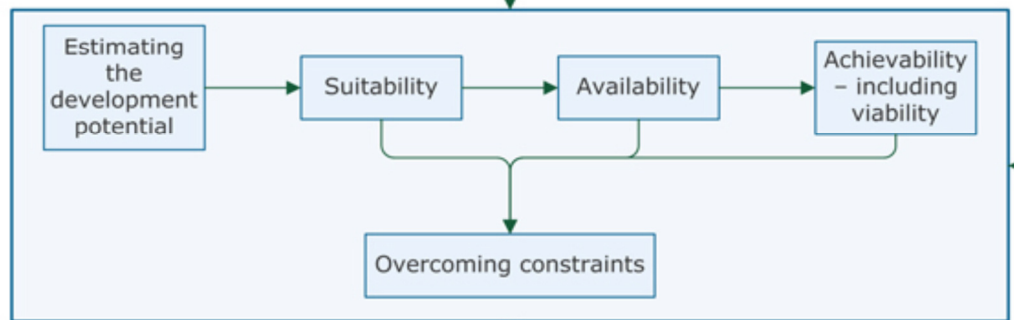 Estimating
the
development
potential
Suitability
Availability
Achievability
– including
viability
Overcoming constraints